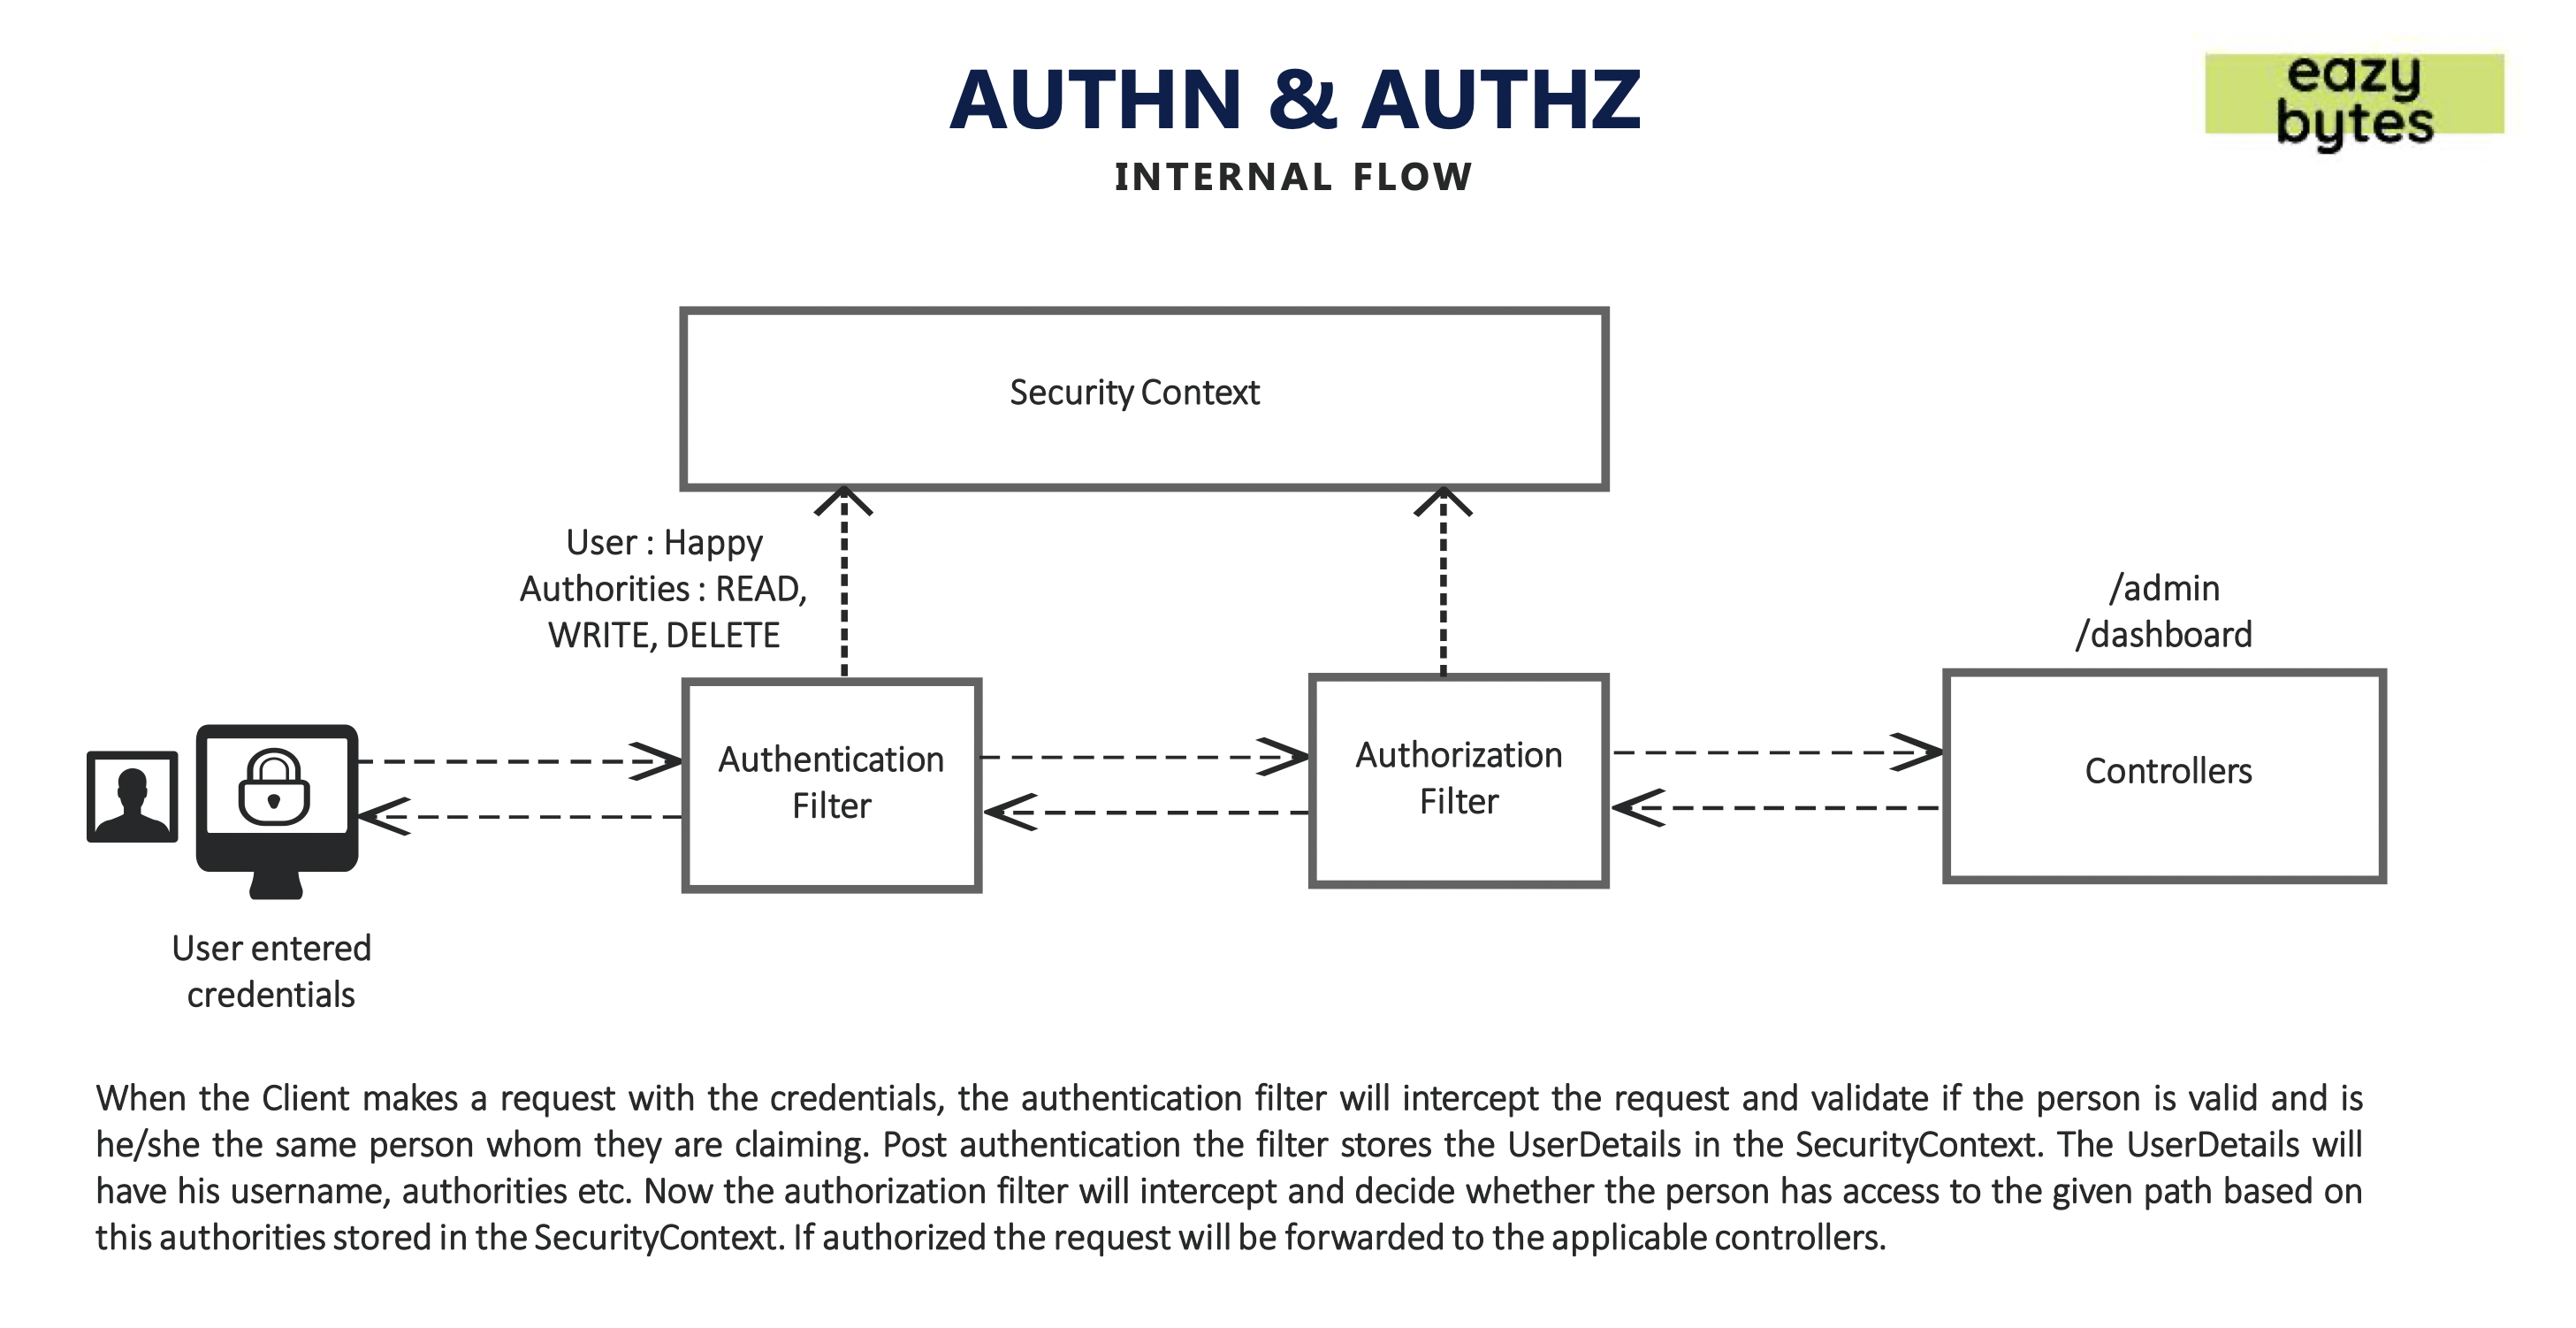 AUTHN & AUTHZ
INTERNAL FLOW
eazy
bytes
Security Context
User : Happy
Authorities : READ,
WRITE, DELETE
/admin
/dashboard
Authentication
Filter
Authorization
Filter
Controllers
User entered
credentials
When the Client makes a request with the credentials, the authentication filter will intercept the request and validate if the person is valid and is
he/she the same person whom they are claiming. Post authentication the filter stores the UserDetails in the SecurityContext. The UserDetails will
have his username, authorities etc. Now the authorization filter will intercept and decide whether the person has access to the given path based on
this authorities stored in the SecurityContext. If authorized the request will be forwarded to the applicable controllers.